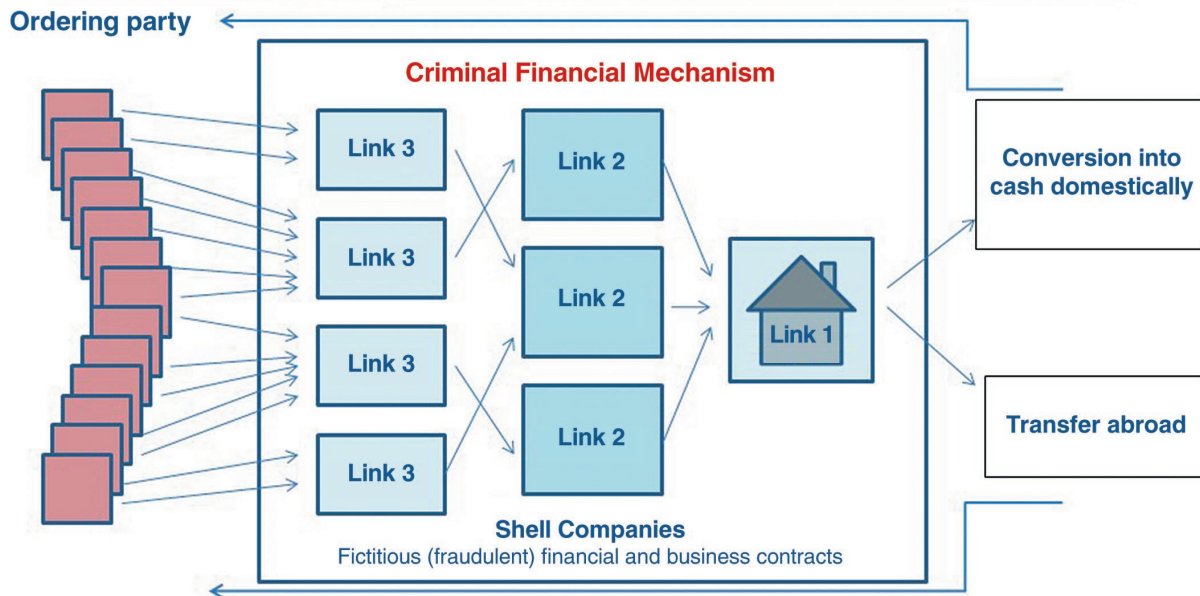 Ordering party
Criminal Financial Mechanism
Link 3
Link 2
Link 3
Link 2
Link 3
Link 2
Link 3
Link 1
Conversion into
cash domestically
Transfer abroad
Shell Companies
Fictitious (fraudulent) financial and business contracts